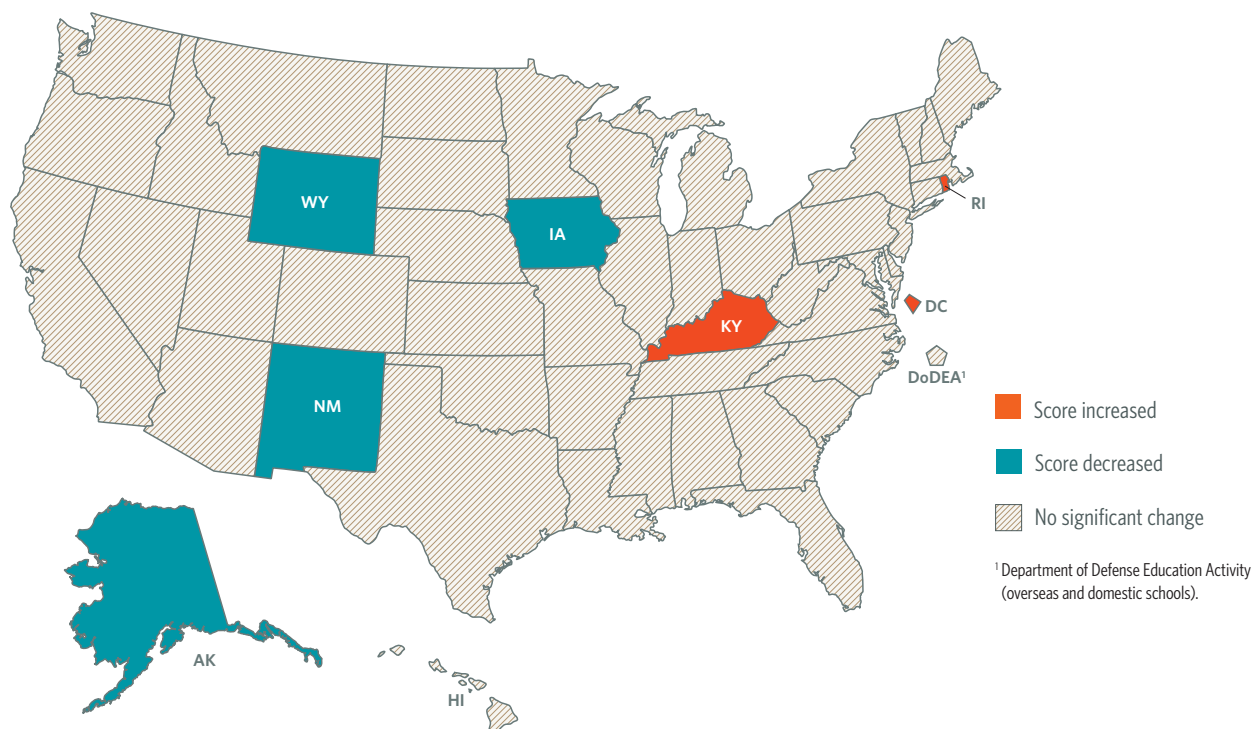 WY
RI
IA
DC
KY
DoDEA¹
NM
Score increased
Score decreased
No significant change
¹ Department of Defense Education Activity
(overseas and domestic schools).
AK
HI